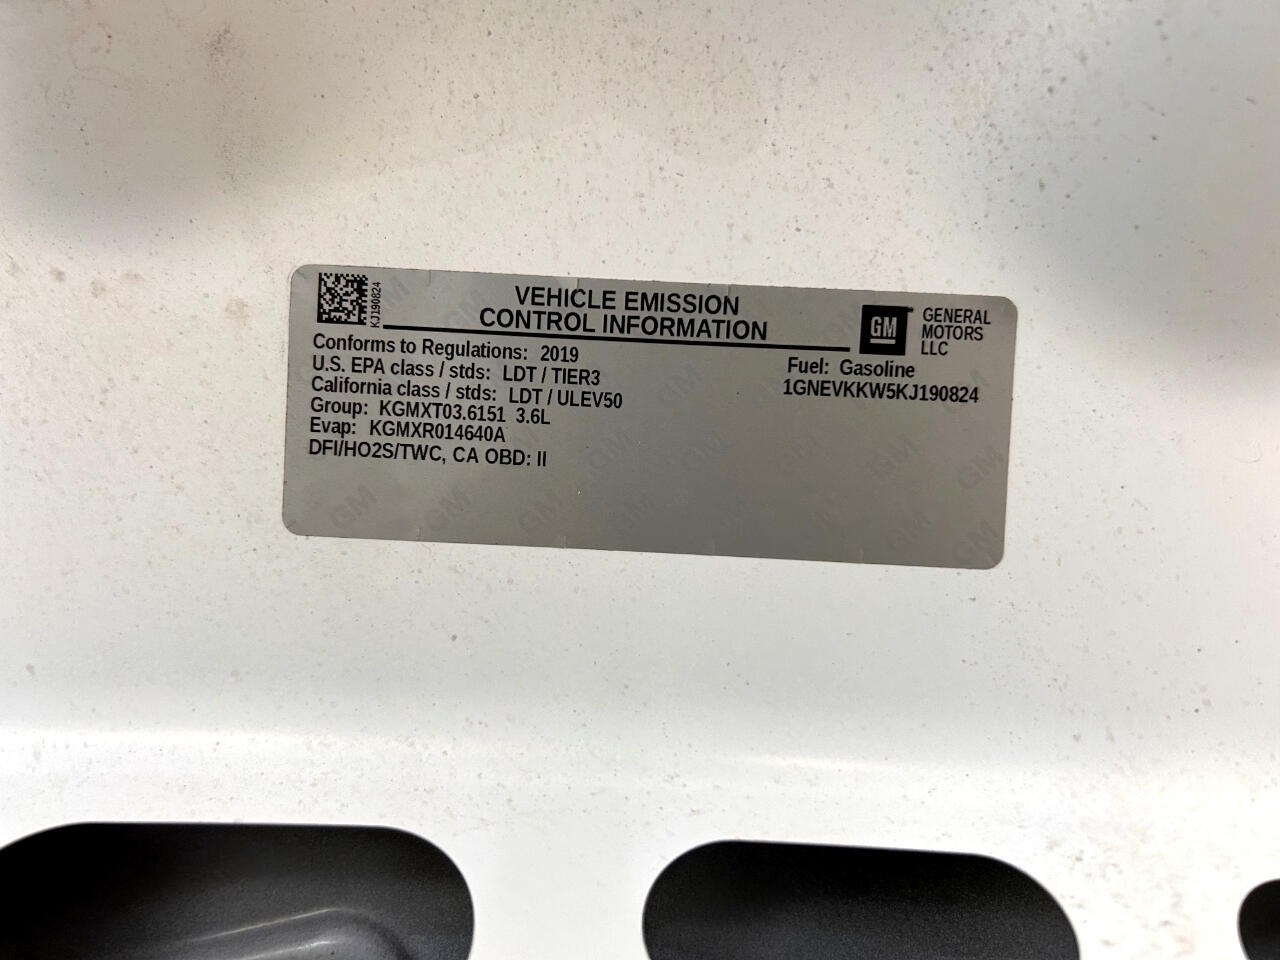 KJ190824
VEHICLE EMISSION
CONTROL INFORMATION
GM
GENERAL
MOTORS
LLC
Conforms to Regulations: 2019
U.S. EPA class / stds: LDT / TIER3
California class / stds: LDT / ULEV50
Group: KGMXT03.6151 3.6L
Evap: KGMXR014640A
DFI/HO2S/TWC, CA OBD: II
Fuel: Gasoline
1GNEVKKW5KJ190824